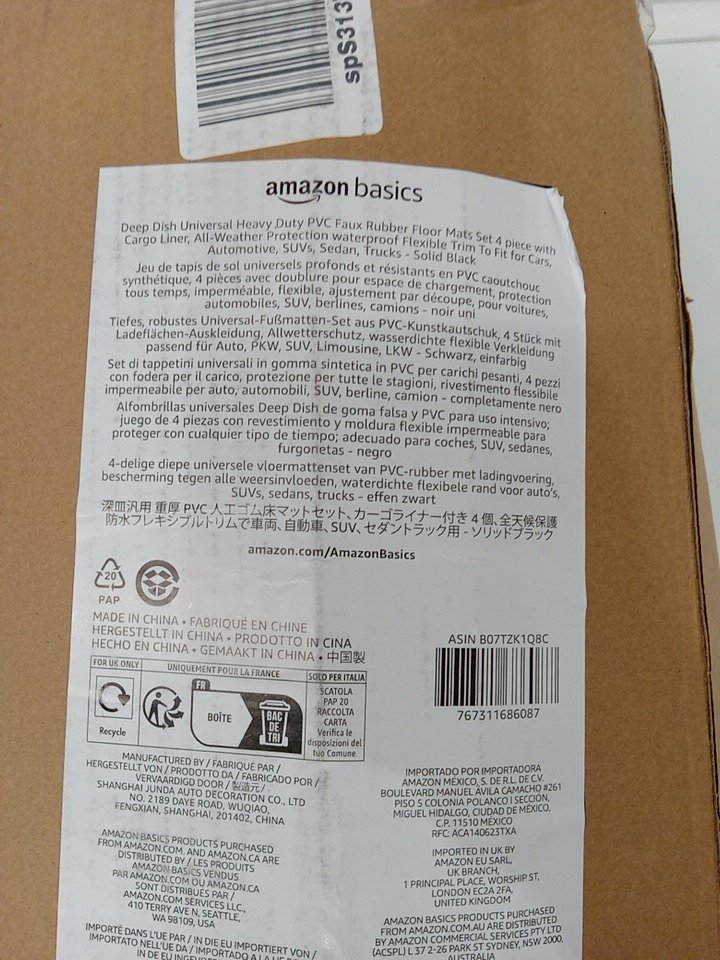 spS313
amazon basics
Deep Dish Universal Heavy Duty PVC Faux Rubber Floor Mats Set 4 piece with
Cargo Liner, All-Weather Protection waterproof Flexible Trim To Fit for Cars,
Automotive, SUVs, Sedan, Trucks - Solid Black
Jeu de tapis de sol universels profonds et résistants en PVC caoutchouc
synthétique, 4 pièces avec doublure pour espace de chargement, protection
tous temps, imperméable, flexible, ajustement par découpe, pour voitures,
automobiles, SUV, berlines, camions - noir uni
Tiefes, robustes Universal-Fußmatten-Set aus PVC-Kunstkautschuk, 4 Stück mit
Ladeflächen-Auskleidung, Allwetterschutz, wasserdichte flexible Verkleidung
passend für Auto, PKW, SUV, Limousine, LKW - Schwarz, einfarbig
Set di tappetini universali in gomma sintetica in PVC per carichi pesanti, 4 pezzi
con fodera per il carico, protezione per tutte le stagioni, rivestimento flessibile
impermeabile per auto, automobili, SUV, berline, camion - completamente nero
Alfombrillas universales Deep Dish de goma falsa y PVC para uso intensivo;
juego de 4 piezas con revestimiento y moldura flexible impermeable para
proteger con cualquier tipo de tiempo; adecuado para coches, SUV, sedanes,
furgonetas - negro
4-delige diepe universele vloermattenset van PVC-rubber met ladingvoering,
bescherming tegen alle weersinvloeden, waterdichte flexibele rand voor auto's,
SUVs, sedans, trucks - effen zwart
深皿汎用 重厚 PVC 人工ゴム床マットセット、カーゴライナー付き 4 個、全天候保護
防水フレキシブルトリムで車両、自動車、SUV、セダントラック用 - ソリッドブラック
amazon.com/AmazonBasics
20
PAP
MADE IN CHINA • FABRIQUÉ EN CHINE
HERGESTELLT IN CHINA • PRODOTTO IN CINA
HECHO EN CHINA • GEMAAKT IN CHINA • 中国製
FOR UK ONLY
Recycle
UNIQUEMENT POUR LA FRANCE
FR
BOÎTE
BAC
DE
TRI
SOLO PER ITALIA
SCATOLA
PAP 20
RACCOLTA
CARTA
Verifica le
disposizioni del
tuo Comune
ASIN B07TZK1Q8C
767311686087
MANUFACTURED BY / FABRIQUÉ PAR /
HERGESTELLT VON / PRODOTTO DA / FABRICADO POR /
VERVAARDIGD DOOR / 製造元/
SHANGHAI JUNDA AUTO DECORATION CO., LTD
NO. 2189 DAYE ROAD, WUQIAO,
FENGXIAN, SHANGHAI, 201402, CHINA
AMAZON BASICS PRODUCTS PURCHASED
FROM AMAZON.COM. AND AMAZON.CA ARE
DISTRIBUTED BY / LES PRODUITS
AMAZON BASICS VENDUS
PAR AMAZON.COM OU AMAZON.CA
SONT DISTRIBUÉS PAR /
AMAZON.COM SERVICES LLC.,
410 TERRY AVE N, SEATTLE,
WA 98109, USA
IMPORTÉ DANS L'UE PAR / IN DIE EU IMPORTIERT VON /
IMPORTATO NELL'UE DA / IMPORTADO A LA
IN DE EU
IMPORTADO POR IMPORTADORA
AMAZON MÉXICO, S. DE R.L. DE C.V.
BOULEVARD MANUEL ÁVILA CAMACHO #261
PISO 5 COLONIA POLANCO I SECCIÓN,
MIGUEL HIDALGO, CIUDAD DE MÉXICO,
C.P. 11510 MÉXICO
RFC: ACA140623TXA
IMPORTED IN UK BY
AMAZON EU SARL,
UK BRANCH,
1 PRINCIPAL PLACE, WORSHIP ST,
LONDON EC2A 2FA,
UNITED KINGDOM
AMAZON BASICS PRODUCTS PURCHASED
FROM AMAZON.COM.AU ARE DISTRIBUTED
BY AMAZON COMMERCIAL SERVICES PTY LTD
(ACSPL) L 37 2-26 PARK ST SYDNEY, NSW 2000,
AUSTRALIA